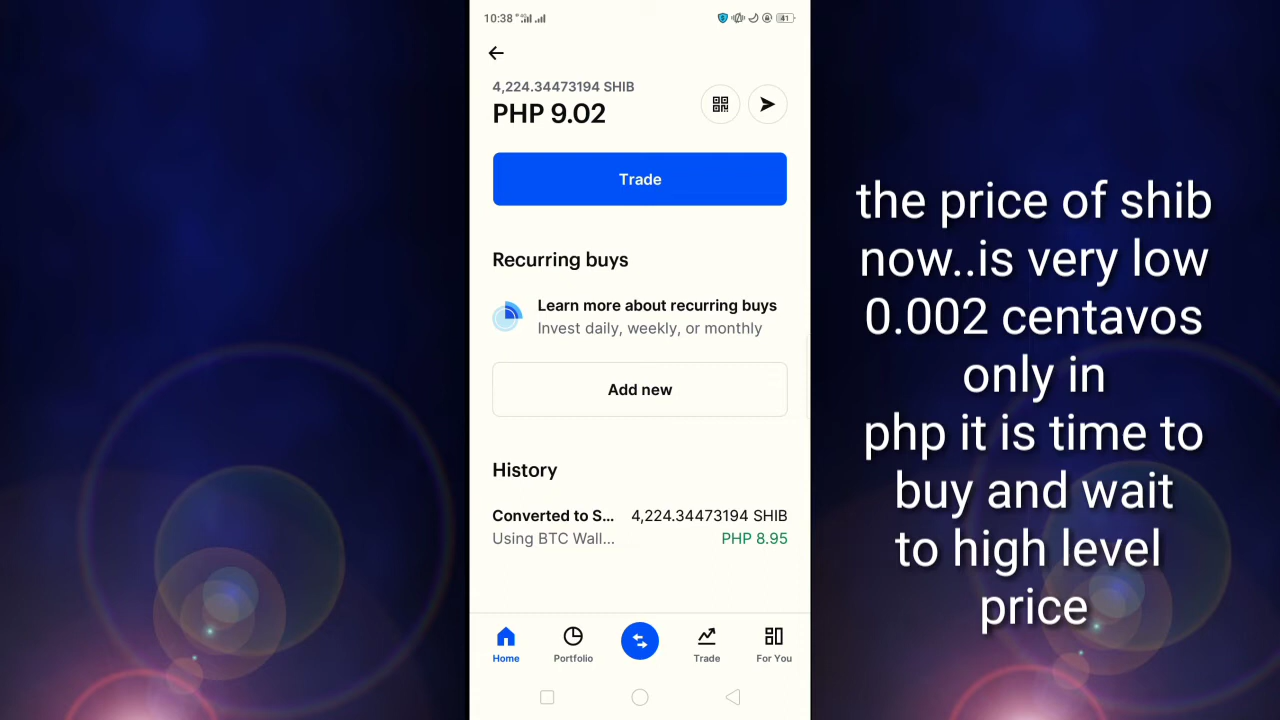 10:38
41
4,224.34473194 SHIB
PHP 9.02
Trade
Recurring buys
Learn more about recurring buys
Invest daily, weekly, or monthly
Add new
History
Converted to S... 4,224.34473194 SHIB
Using BTC Wall... PHP 8.95
Home Portfolio Trade For You
the price of shib
now..is very low
0.002 centavos
only in
php it is time to
buy and wait
to high level
price